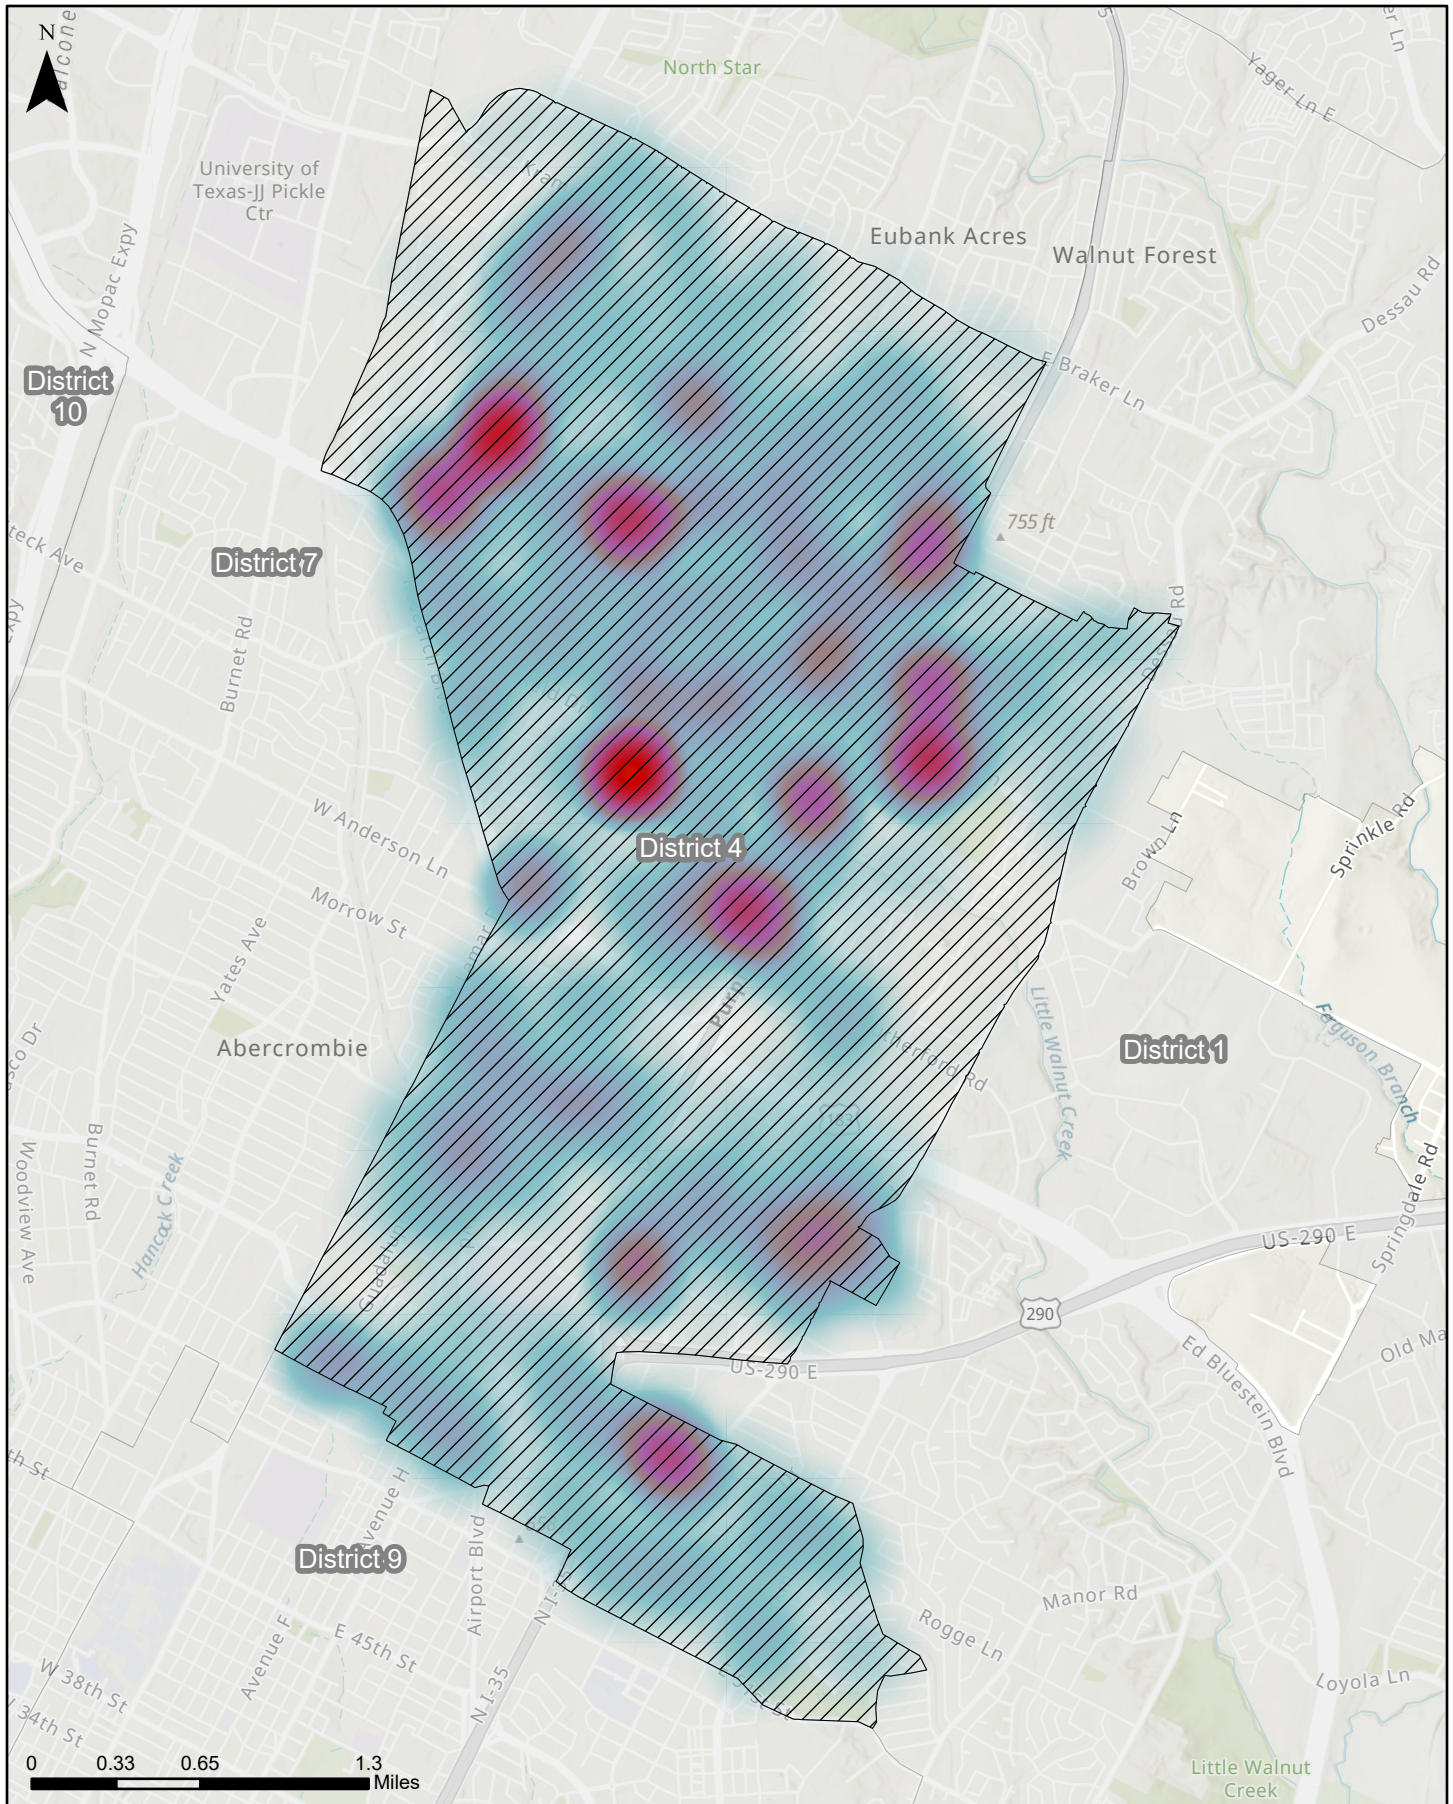 N
North Star
Yager Ln E
University of
Texas-JJ Pickle
Ctr
Eubank Acres
Walnut Forest
Dessau Rd
N Mopac Expy
E Braker Ln
District
10
755 ft
District 7
Burnet Rd
Dessau Rd
W Anderson Ln
District 4
Brown Ln
Sprinkle Rd
Morrow St
Yates Ave
Abercrombie
Little Walnut Creek
District 1
Ferguson Branch
183
Burnet Rd
Woodview Ave
Hancock Creek
Springdale Rd
US-290 E
290
US-290 E
Ed Bluestein Blvd
Avenue H
District 9
Airport Blvd
Manor Rd
Rogge Ln
Avenue F
E 45th St
W 38th St
N I-35
Loyola Ln
Little Walnut
Creek
0
0.33
0.65
1.3
Miles